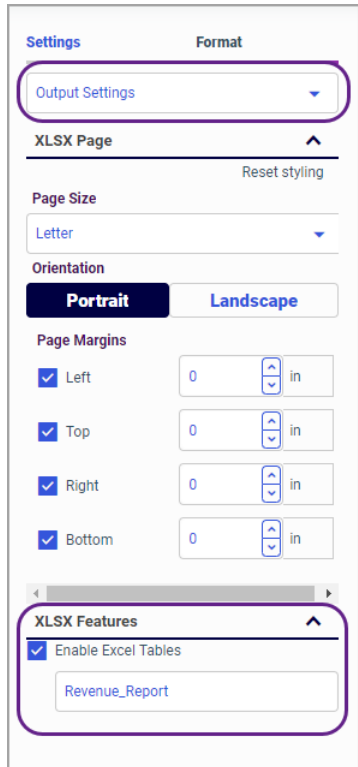 Settings Format
Output Settings
XLSX Page
Reset styling
Page Size
Letter
Orientation
Portrait Landscape
Page Margins
Left 0 in
Top 0 in
Right 0 in
Bottom 0 in
XLSX Features
Enable Excel Tables
Revenue_Report